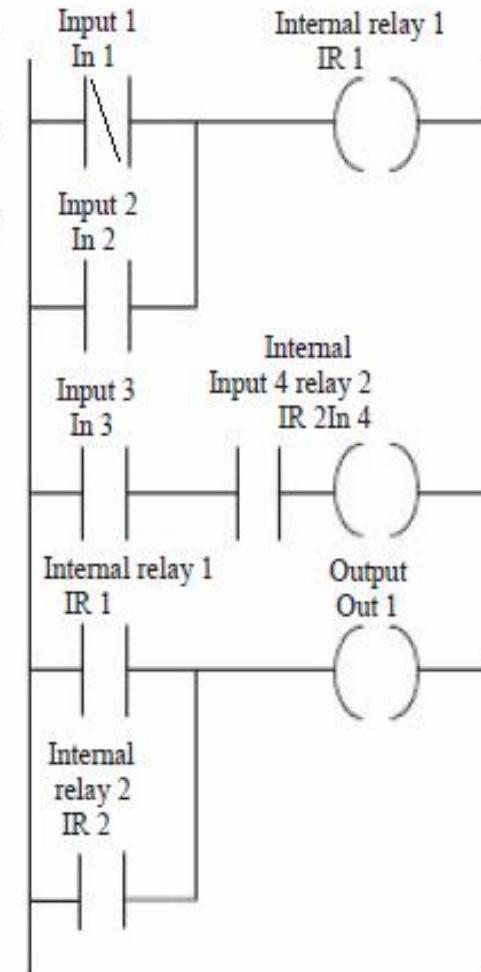 Input 1
In 1
Internal relay 1
IR 1
Input 2
In 2
Input 3
In 3
Internal
Input 4 relay 2
IR 2In 4
Internal relay 1
IR 1
Output
Out 1
Internal
relay 2
IR 2